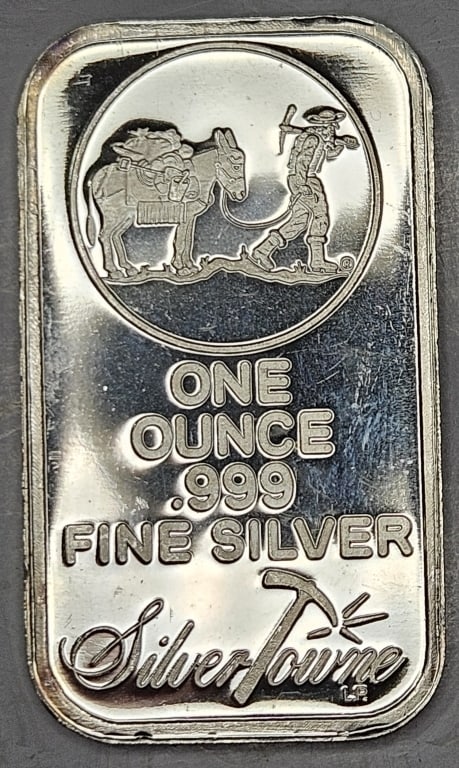 ONE
OUNCE
.999
FINE SILVER
SilverTowne
L.P.